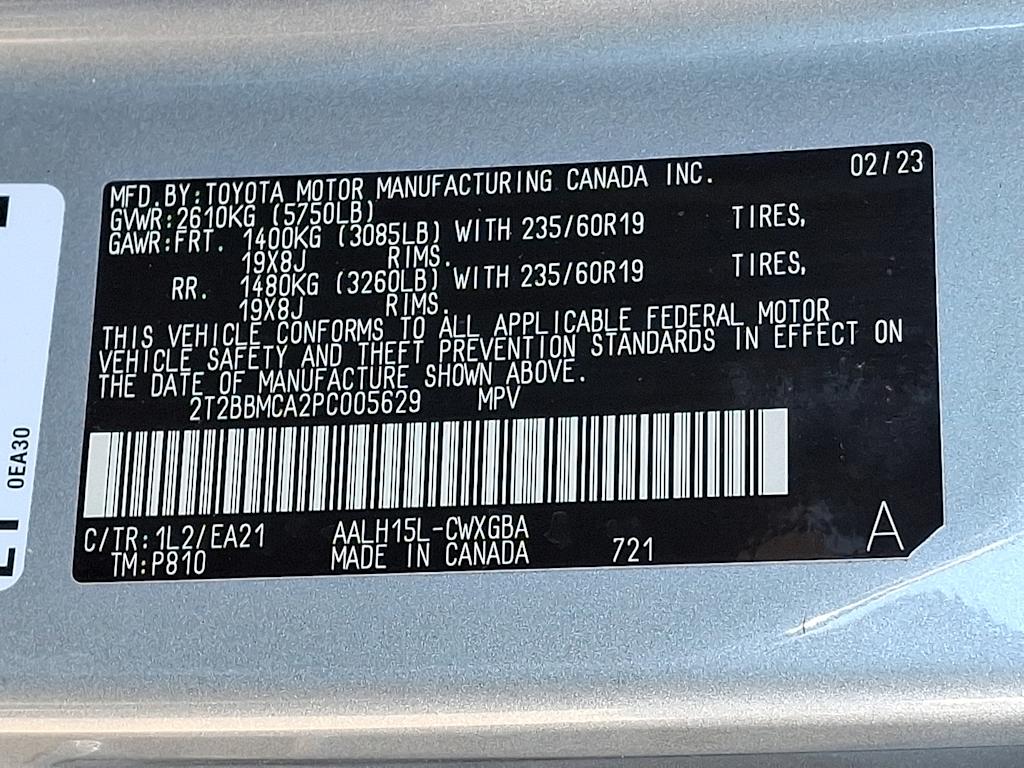 MFD.BY:TOYOTA MOTOR MANUFACTURING CANADA INC. 02/23
GVWR:2610KG (5750LB)
GAWR:FRT. 1400KG (3085LB) WITH 235/60R19 TIRES,
19X8J RIMS.
RR. 1480KG (3260LB) WITH 235/60R19 TIRES,
19X8J RIMS.
THIS VEHICLE CONFORMS TO ALL APPLICABLE FEDERAL MOTOR
VEHICLE SAFETY AND THEFT PREVENTION STANDARDS IN EFFECT ON
THE DATE OF MANUFACTURE SHOWN ABOVE.
2T2BBMCA2PC005629 MPV
C/TR:1L2/EA21 AALH15L-CWXGBA
TM:P810 MADE IN CANADA 721 A
0EA30